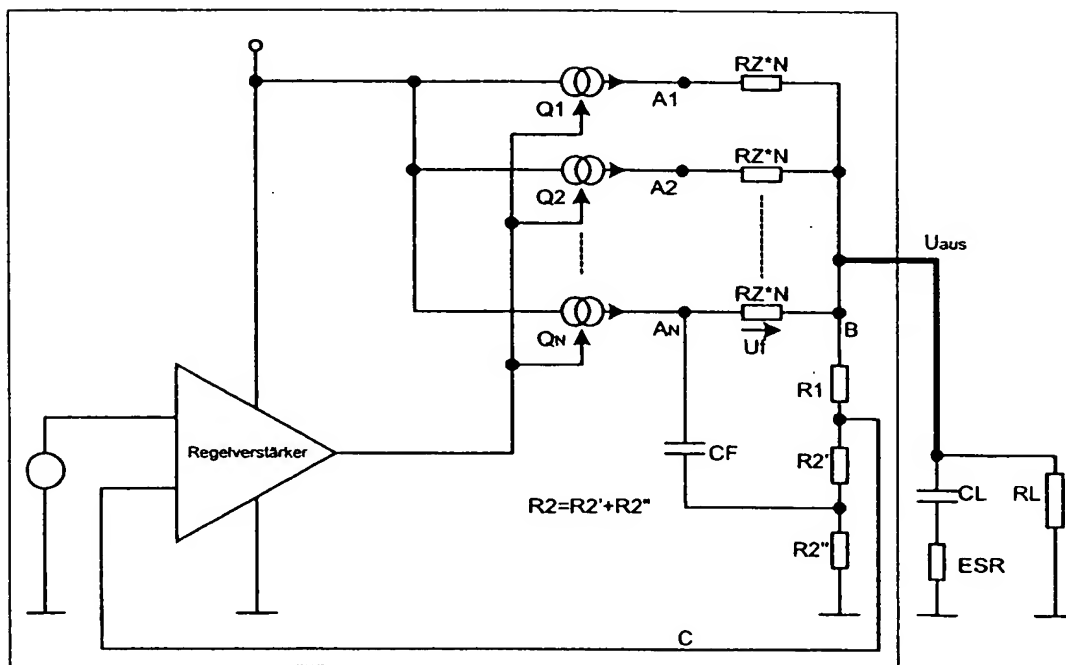 RZ*N
Q1
A1
RZ*N
Q2
A2
Uaus
RZ*N
QN
AN
Uf
B
R1
Regelverstärker
CF
R2'
R2=R2'+R2"
R2"
CL
RL
ESR
C